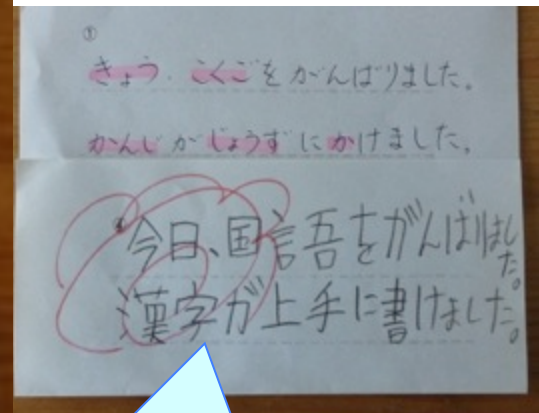 ①
きょう、こくごをがんばりました。
かんじがじょうずにかけました。
今日、国語をがんばりました。
漢字が上手に書けました。